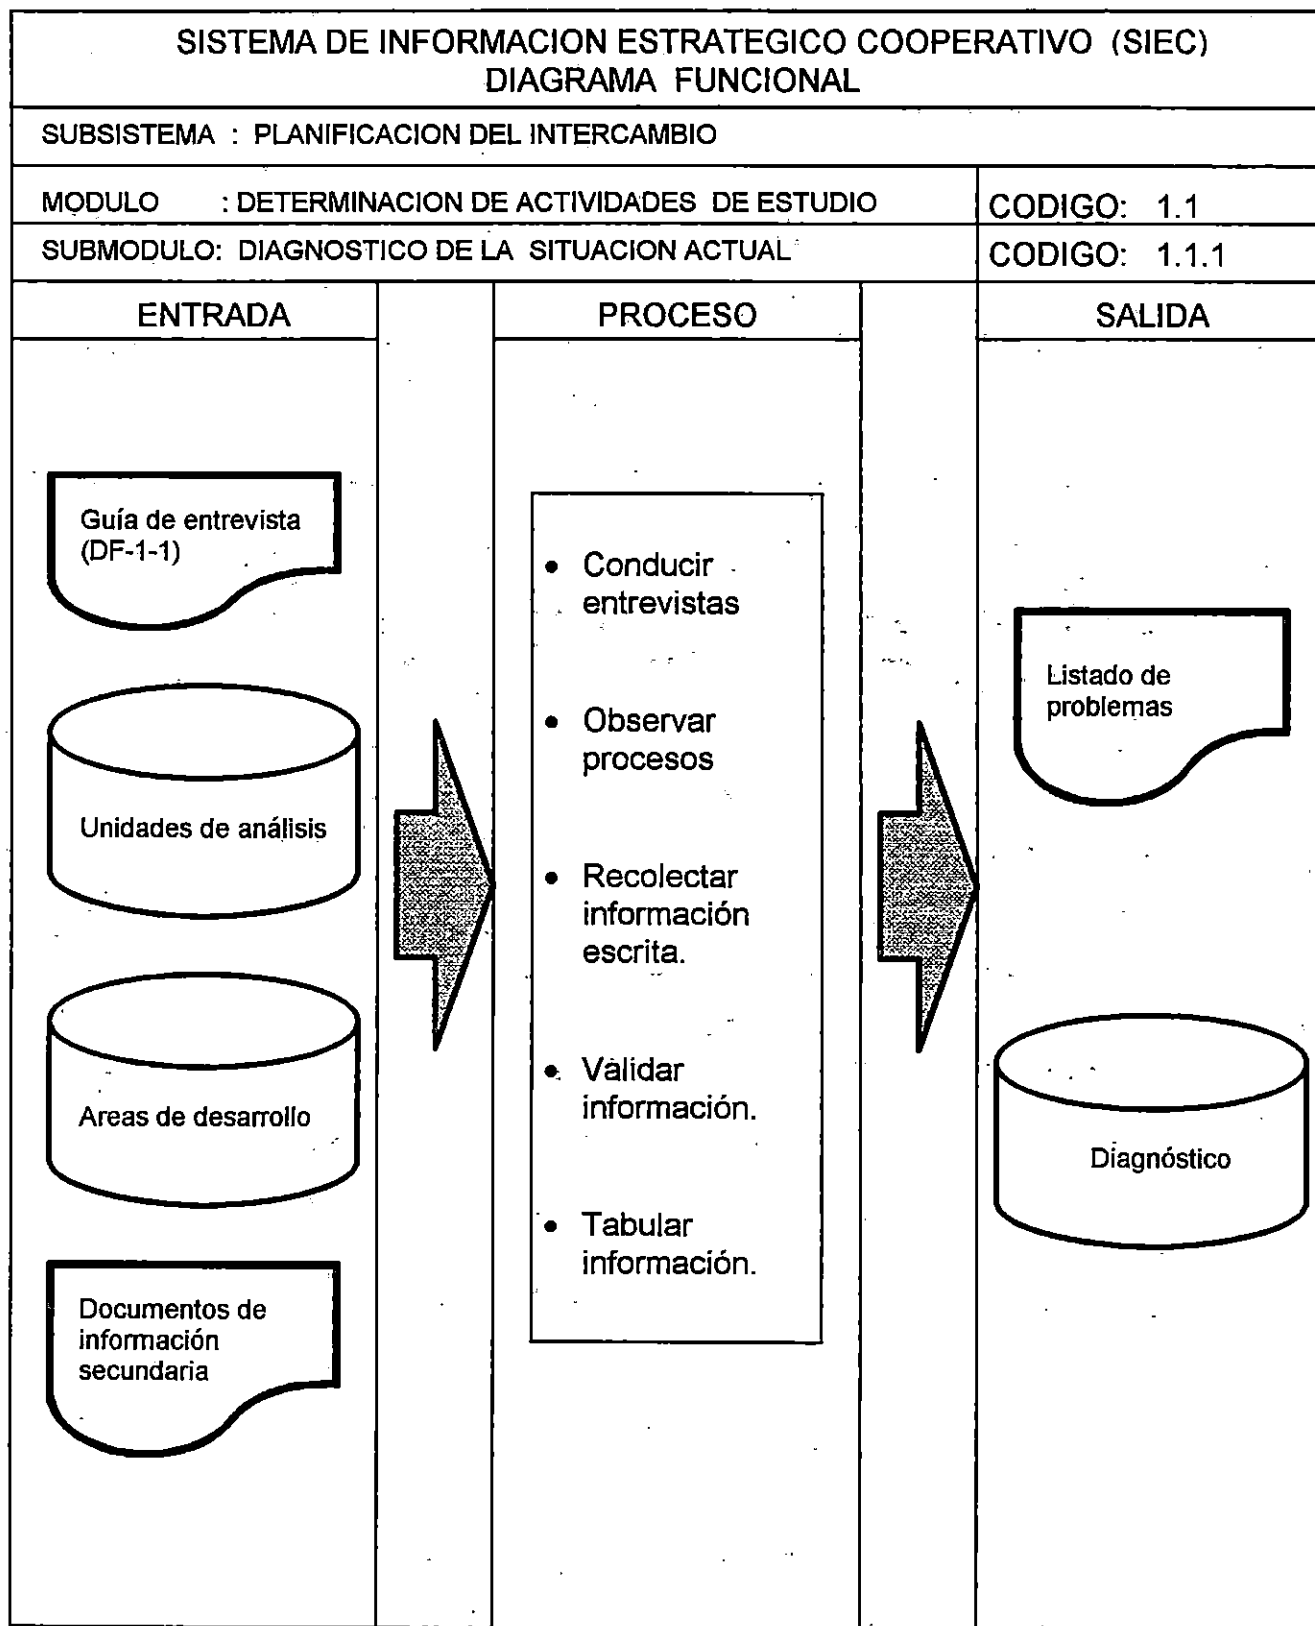 SISTEMA DE INFORMACION ESTRATEGICO COOPERATIVO (SIEC)
DIAGRAMA FUNCIONAL
SUBSISTEMA : PLANIFICACION DEL INTERCAMBIO
MODULO : DETERMINACION DE ACTIVIDADES DE ESTUDIO
CODIGO: 1.1
SUBMODULO: DIAGNOSTICO DE LA SITUACION ACTUAL
CODIGO: 1.1.1
ENTRADA
PROCESO
SALIDA
Guía de entrevista
(DF-1-1)
Unidades de análisis
Areas de desarrollo
Documentos de
información
secundaria
• Conducir
entrevistas
• Observar
procesos
• Recolectar
información
escrita.
• Validar
información.
• Tabular
información.
Listado de
problemas
Diagnóstico